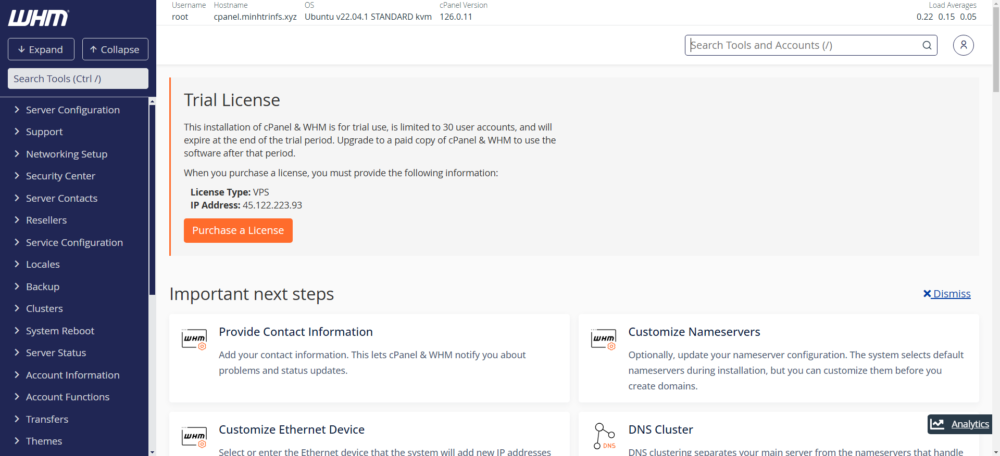 WHM
Expand
Collapse
Search Tools (Ctrl /)
Server Configuration
Support
Networking Setup
Security Center
Server Contacts
Resellers
Service Configuration
Locales
Backup
Clusters
System Reboot
Server Status
Account Information
Account Functions
Transfers
Themes
Username Hostname OS cPanel Version Load Averages
root cpanel.minhtrinfs.xyz Ubuntu v22.04.1 STANDARD kvm 126.0.11 0.22 0.15 0.05
Search Tools and Accounts (/)
Trial License
This installation of cPanel & WHM is for trial use, is limited to 30 user accounts, and will
expire at the end of the trial period. Upgrade to a paid copy of cPanel & WHM to use the
software after that period.
When you purchase a license, you must provide the following information:
License Type: VPS
IP Address: 45.122.223.93
Purchase a License
Important next steps
Dismiss
WHM
Provide Contact Information
Add your contact information. This lets cPanel & WHM notify you about
problems and status updates.
WHM
Customize Nameservers
Optionally, update your nameserver configuration. The system selects default
nameservers during installation, but you can customize them before you
create domains.
WHM
Customize Ethernet Device
Select or enter the Ethernet device that the system will add new IP addresses
DNS
DNS Cluster
DNS clustering separates your main server from the nameservers that handle
Analytics